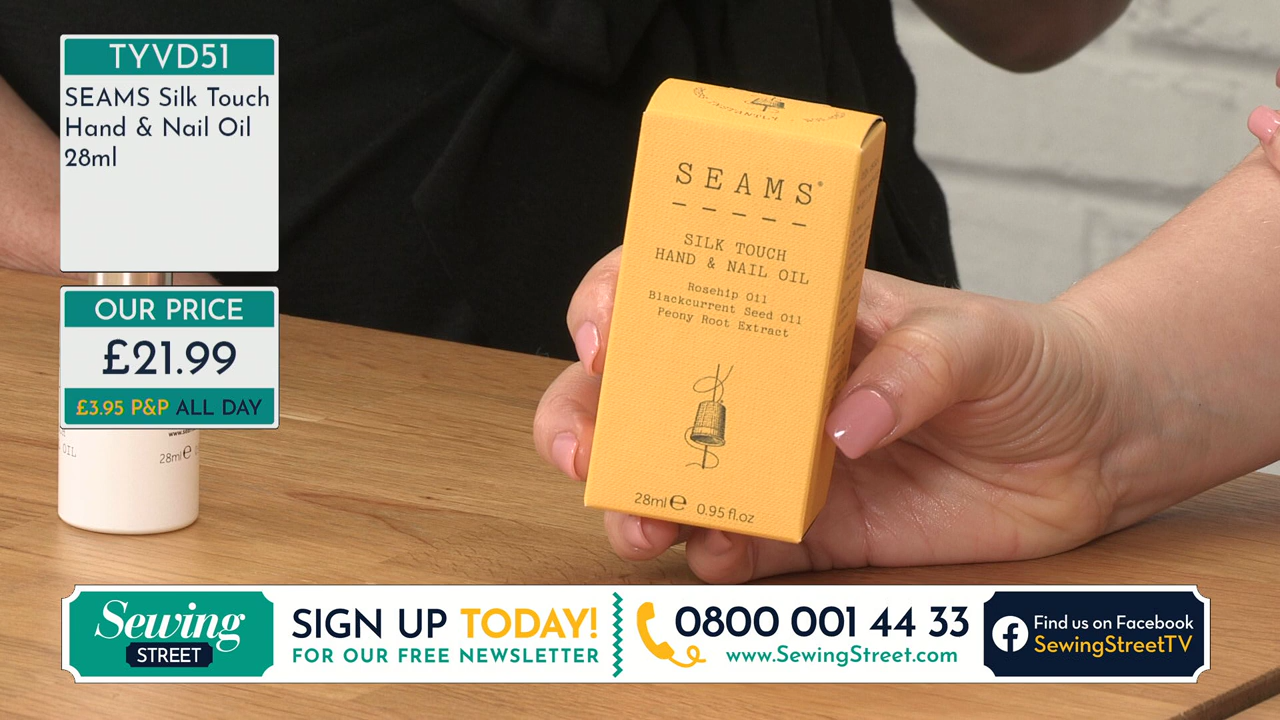 TYVD51
SEAMS Silk Touch
Hand & Nail Oil
28ml
OUR PRICE
£21.99
£3.95 P&P ALL DAY
OIL
28ml e
SEAMS®
SILK TOUCH
HAND & NAIL OIL
Rosehip Oil
Blackcurrent Seed Oil
Peony Root Extract
28ml e 0.95 fl.oz
Sewing
STREET
SIGN UP TODAY!
FOR OUR FREE NEWSLETTER
0800 001 44 33
www.SewingStreet.com
Find us on Facebook
SewingStreetTV